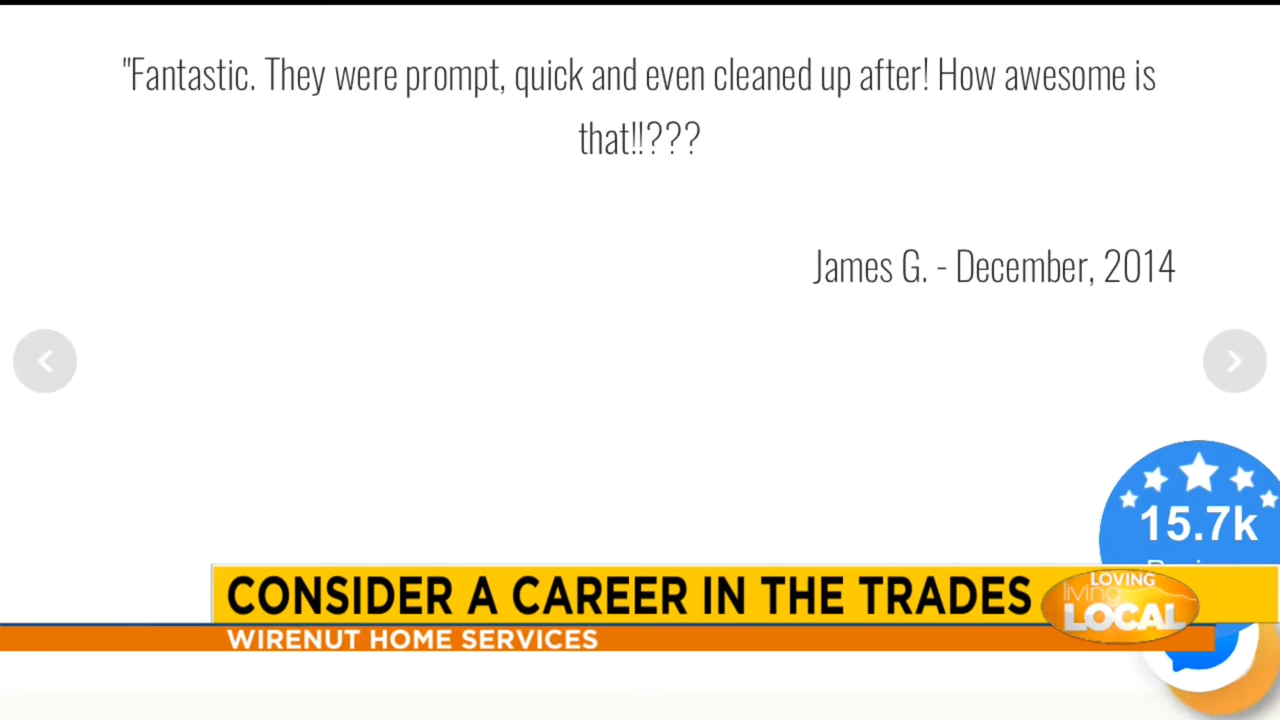 "Fantastic. They were prompt, quick and even cleaned up after! How awesome is
that!!???
James G. - December, 2014
15.7k
CONSIDER A CAREER IN THE TRADES
LOVING
living
LOCAL
WIRENUT HOME SERVICES